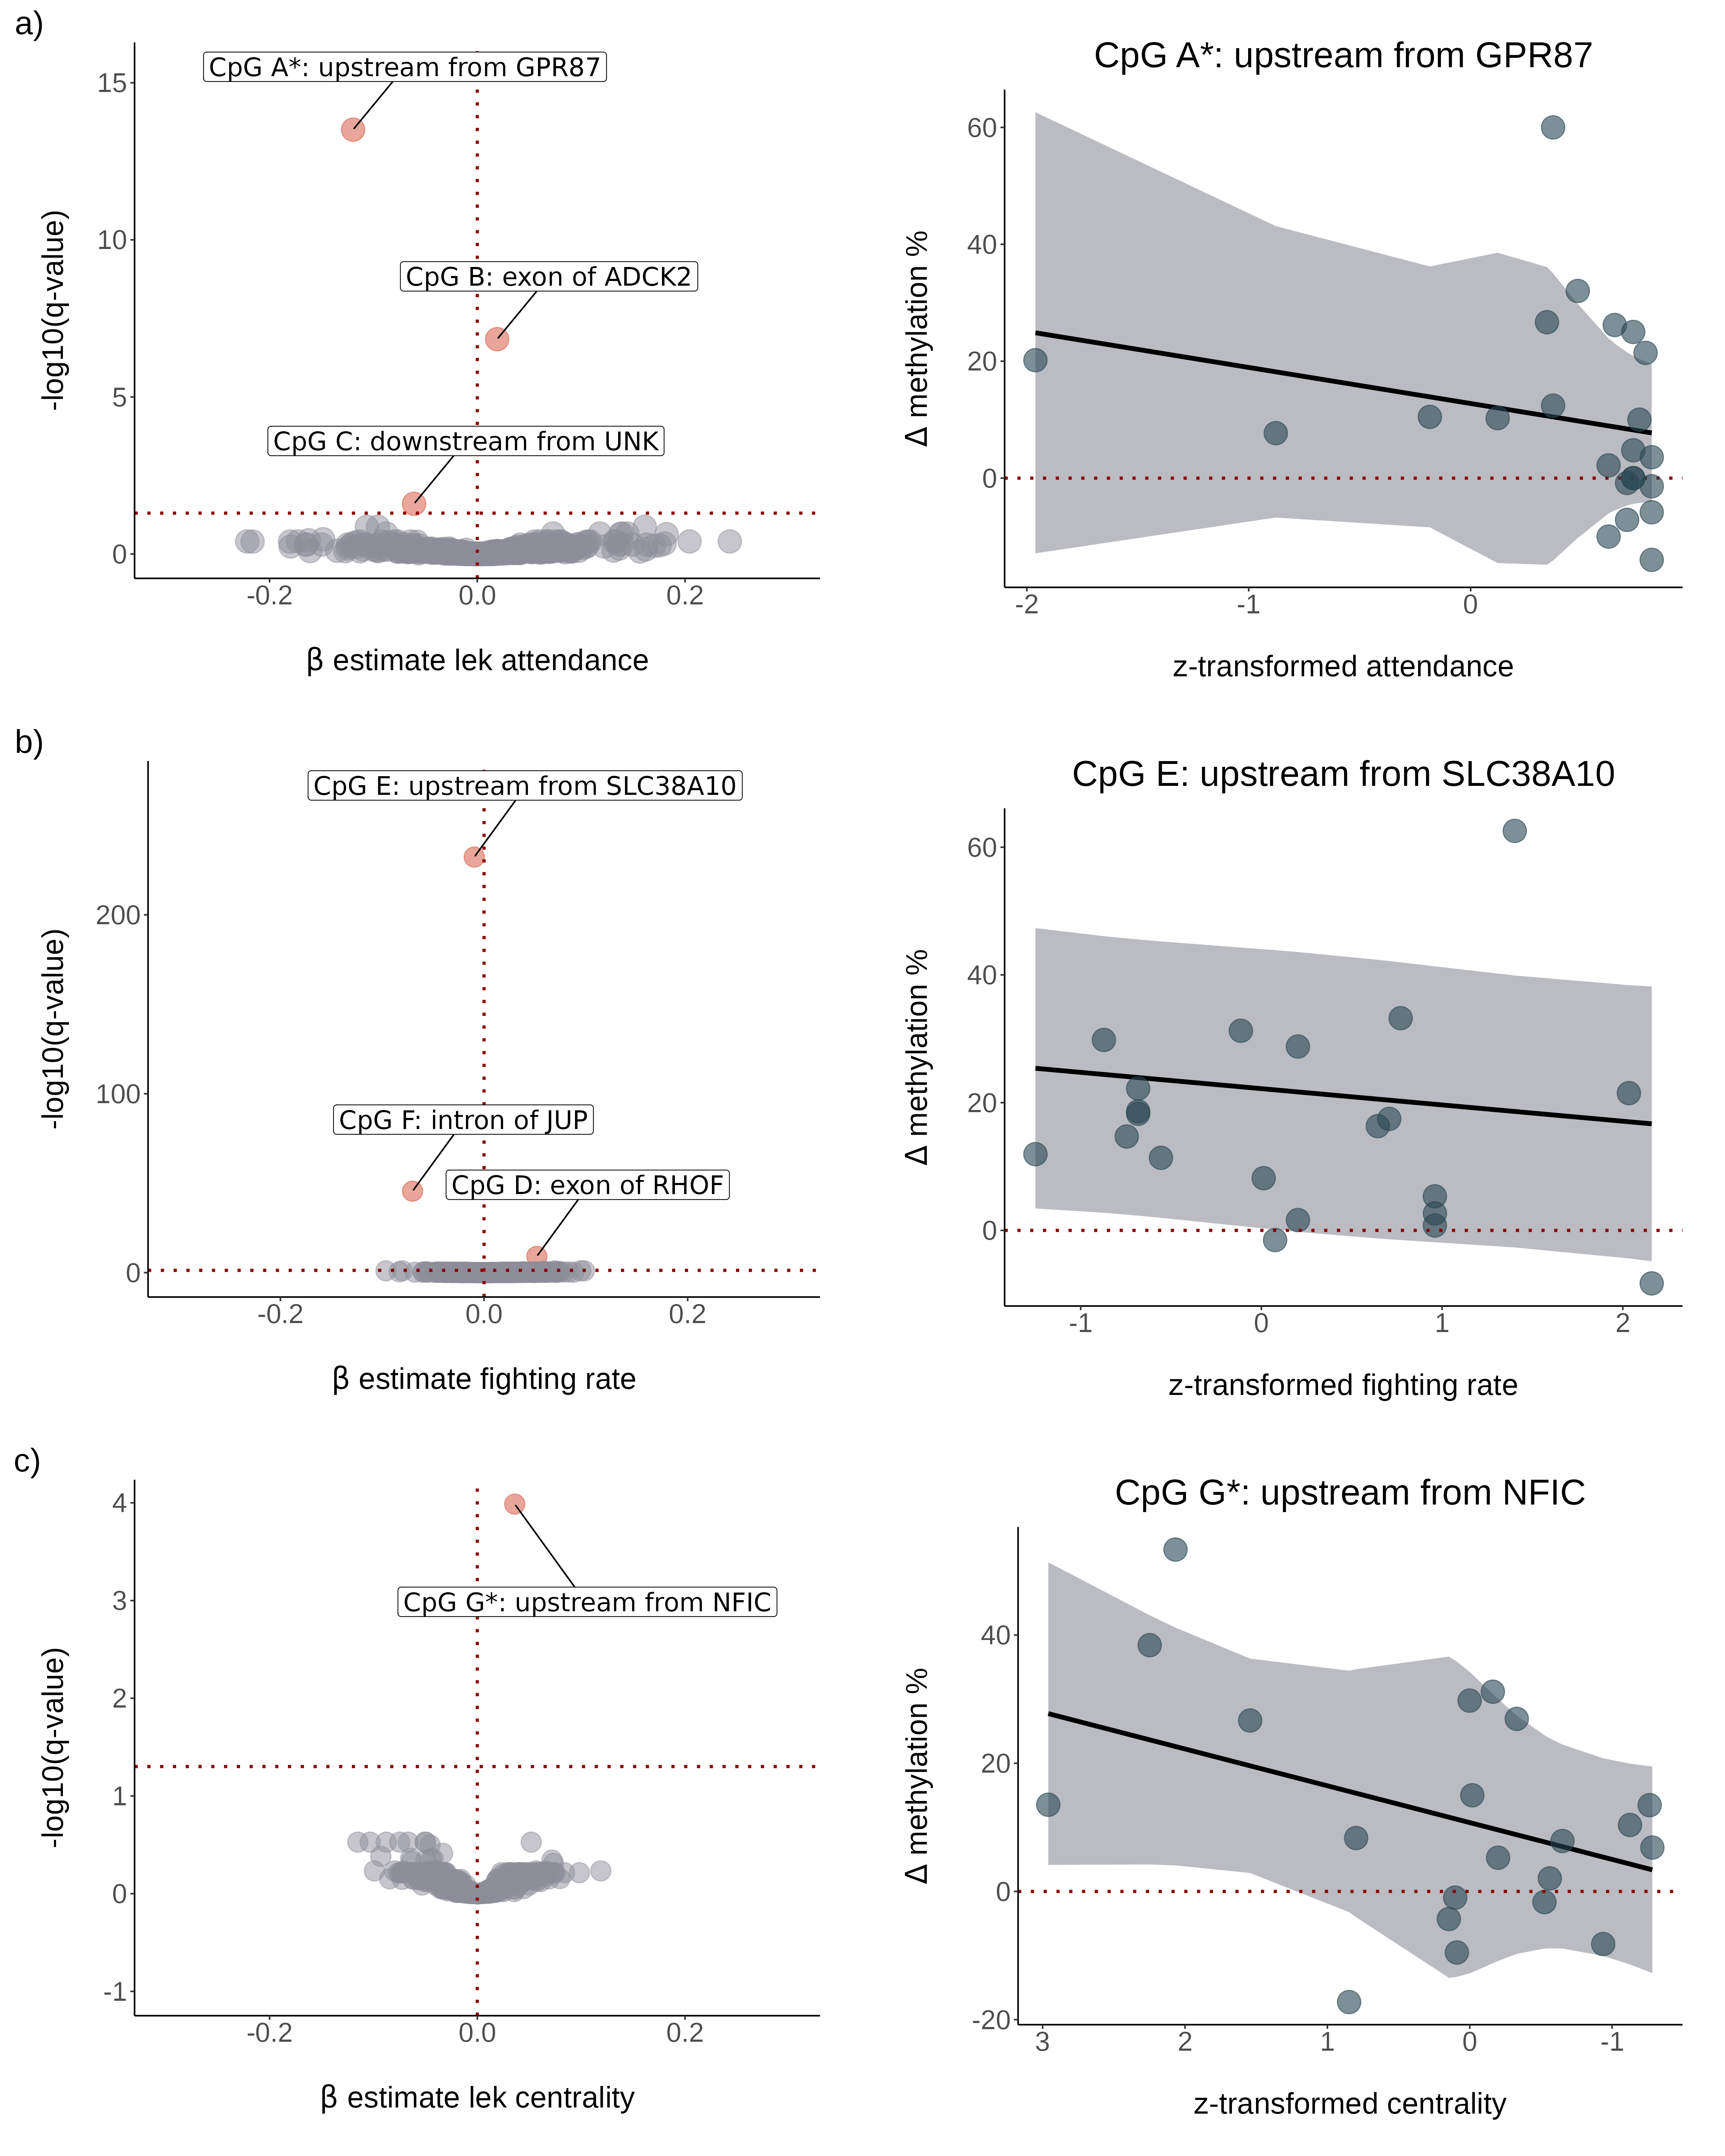 a)
CpG A*: upstream from GPR87
CpG B: exon of ADCK2
CpG C: downstream from UNK
15
10
5
0
-log10(q-value)
-0.2
0.0
0.2
β estimate lek attendance
CpG A*: upstream from GPR87
60
40
20
0
Δ methylation %
-2
-1
0
z-transformed attendance
b)
CpG E: upstream from SLC38A10
CpG F: intron of JUP
CpG D: exon of RHOF
200
100
0
-log10(q-value)
-0.2
0.0
0.2
β estimate fighting rate
CpG E: upstream from SLC38A10
60
40
20
0
Δ methylation %
-1
0
1
2
z-transformed fighting rate
c)
CpG G*: upstream from NFIC
4
3
2
1
0
-1
-log10(q-value)
-0.2
0.0
0.2
β estimate lek centrality
CpG G*: upstream from NFIC
40
20
0
-20
Δ methylation %
3
2
1
0
-1
z-transformed centrality